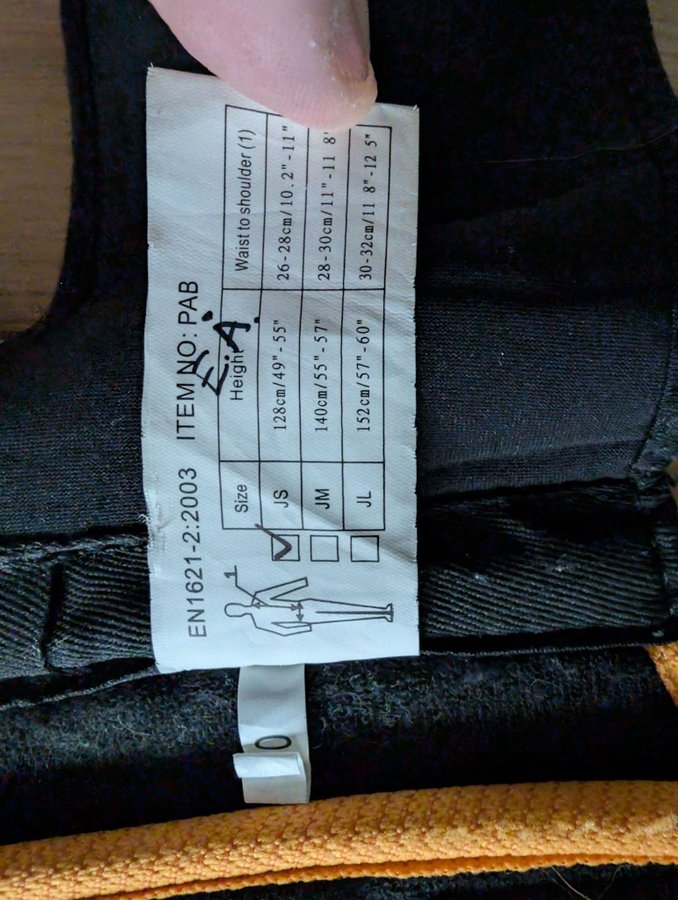 EN1621-2:2003 ITEM NO: PAB
E.A.
Size Height Waist to shoulder (1)
JS 128cm/49"-55" 26-28cm/10.2"-11"
JM 140cm/55"-57" 28-30cm/11"-11 8'
JL 152cm/57"-60" 30-32cm/11 8"-12 5"
1
0